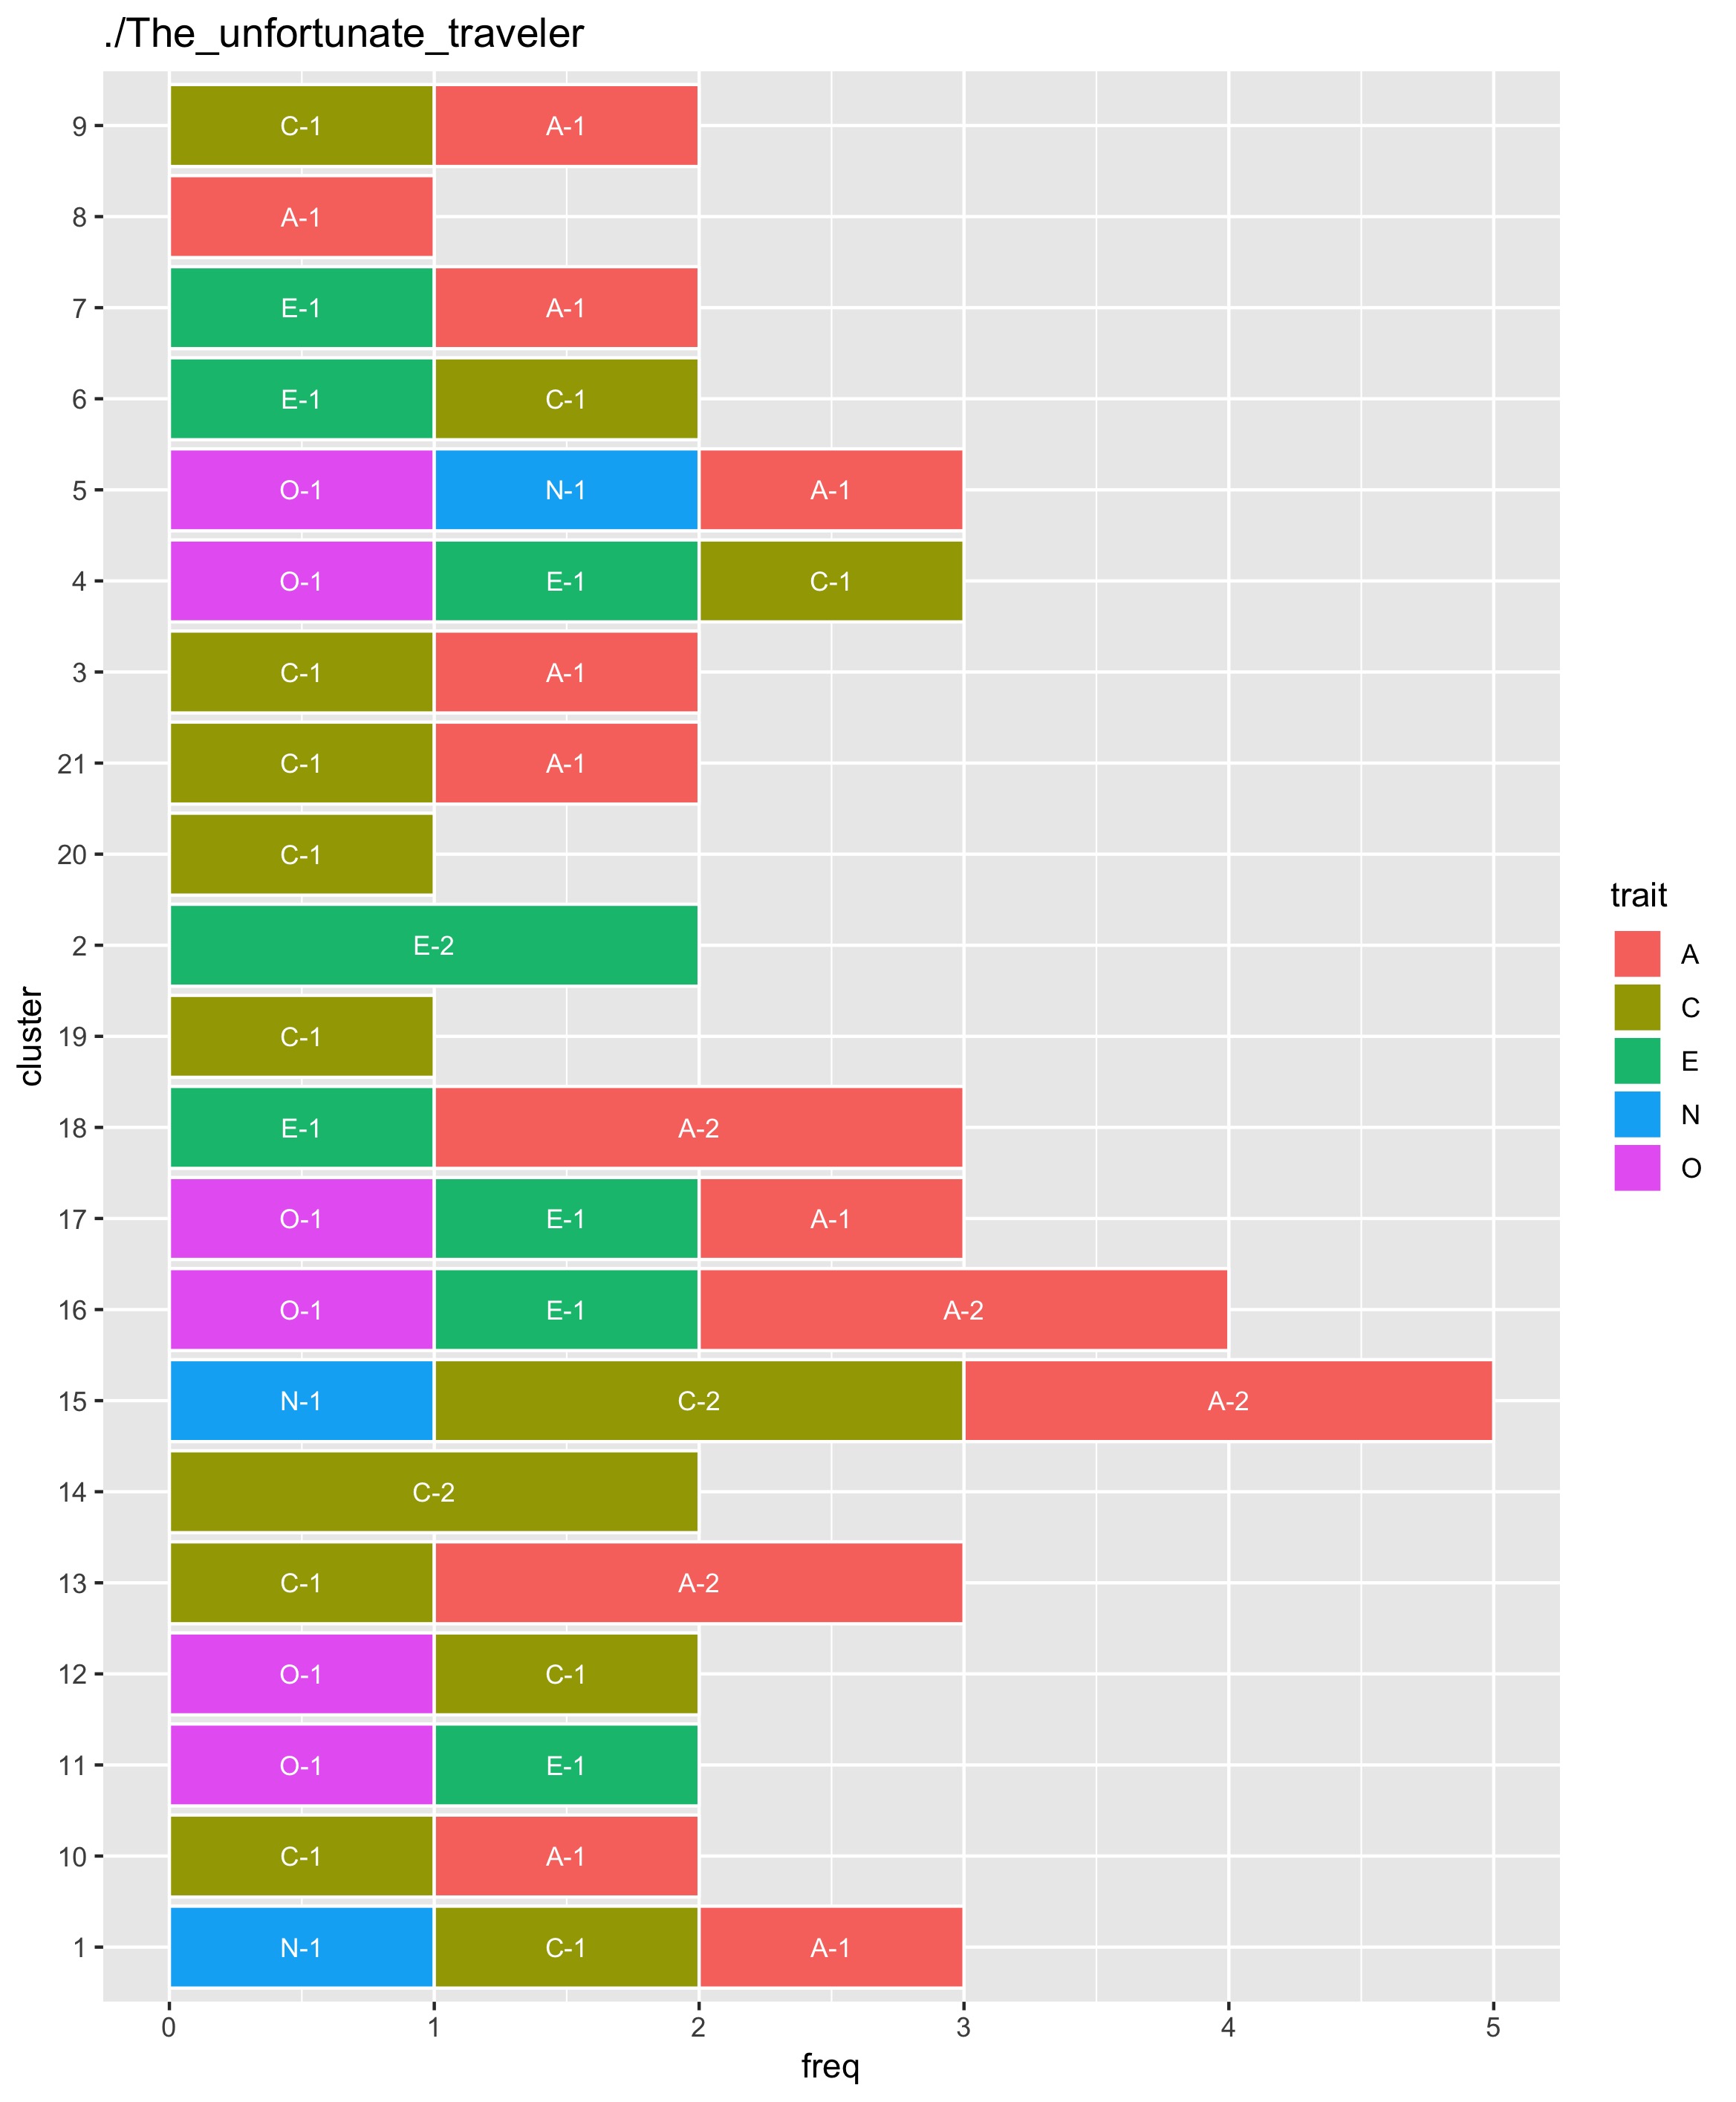 ./The_unfortunate_traveler
9 C-1 A-1
8 A-1
7 E-1 A-1
6 E-1 C-1
5 O-1 N-1 A-1
4 O-1 E-1 C-1
3 C-1 A-1
21 C-1 A-1
20 C-1
2 E-2
19 C-1
18 E-1 A-2
17 O-1 E-1 A-1
16 O-1 E-1 A-2
15 N-1 C-2 A-2
14 C-2
13 C-1 A-2
12 O-1 C-1
11 O-1 E-1
10 C-1 A-1
1 N-1 C-1 A-1
0 1 2 3 4 5
freq
cluster
trait
A
C
E
N
O